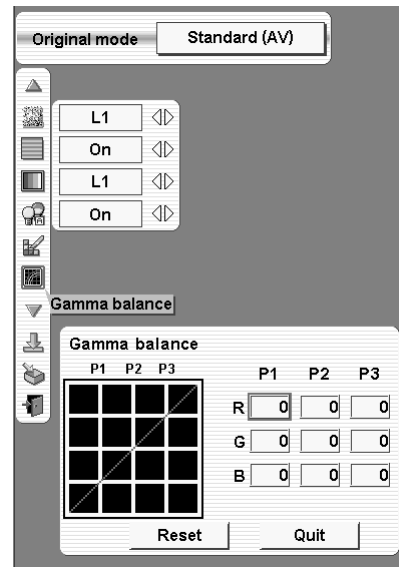 Original mode Standard (AV)
L1
On
L1
On
Gamma balance
Gamma balance
P1 P2 P3
P1 P2 P3
R 0 0 0
G 0 0 0
B 0 0 0
Reset Quit